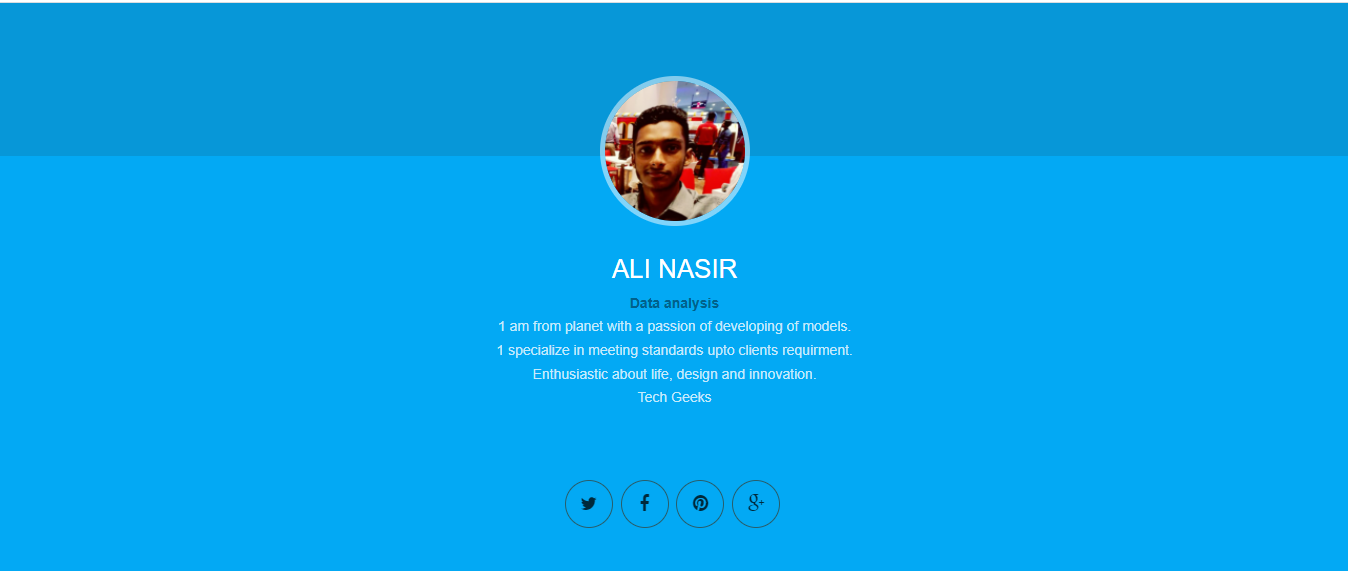 ALI NASIR
Data analysis
1 am from planet with a passion of developing of models.
1 specialize in meeting standards upto clients requirment.
Enthusiastic about life, design and innovation.
Tech Geeks